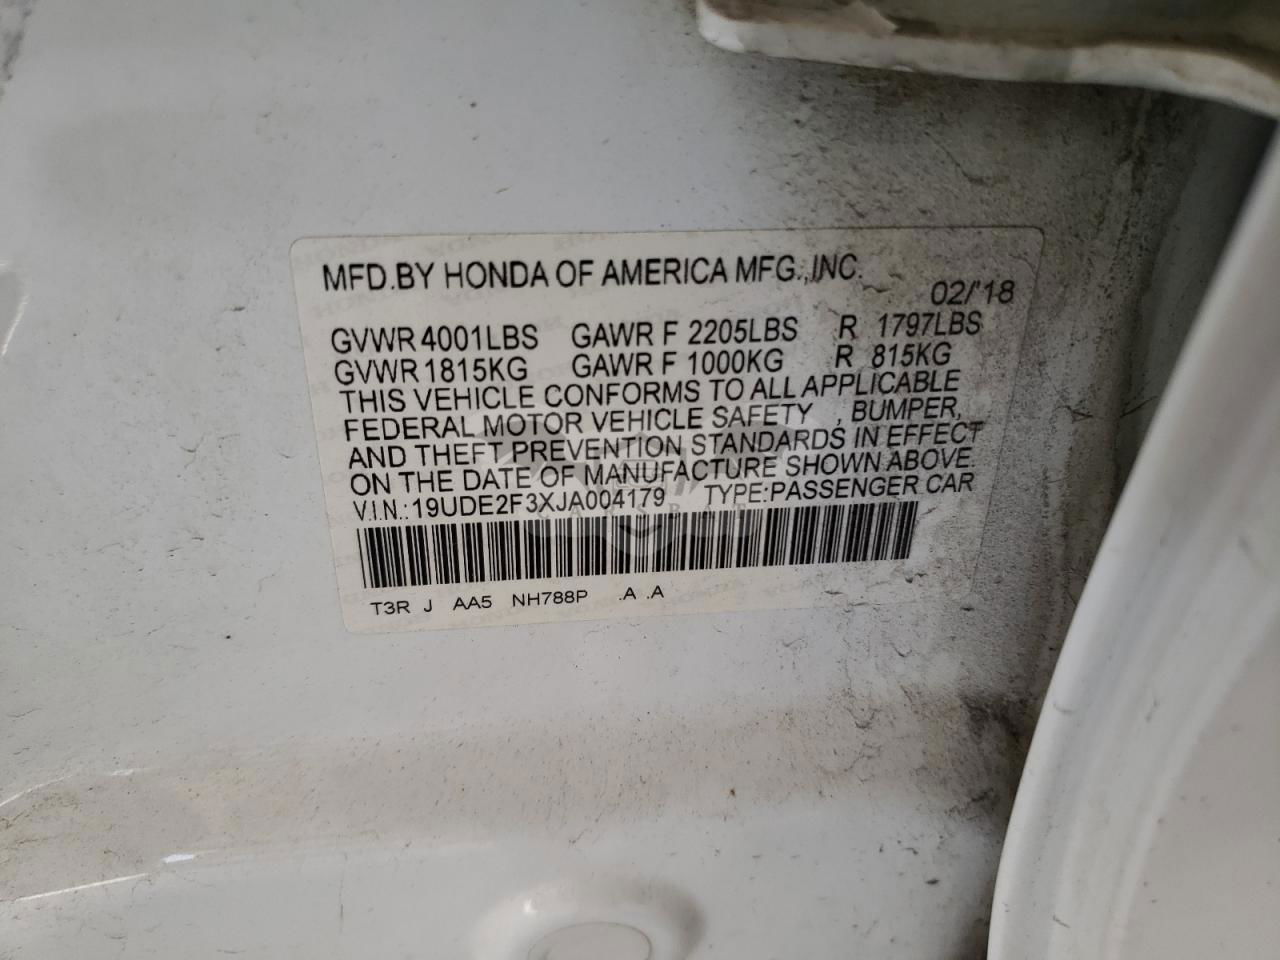 MFD.BY HONDA OF AMERICA MFG.,INC.
02/'18
GVWR 4001LBS GAWR F 2205LBS R 1797LBS
GVWR 1815KG GAWR F 1000KG R 815KG
THIS VEHICLE CONFORMS TO ALL APPLICABLE
FEDERAL MOTOR VEHICLE SAFETY , BUMPER,
AND THEFT PREVENTION STANDARDS IN EFFECT
ON THE DATE OF MANUFACTURE SHOWN ABOVE.
V.I.N.:19UDE2F3XJA004179 TYPE:PASSENGER CAR
T3R J AA5 NH788P .A .A